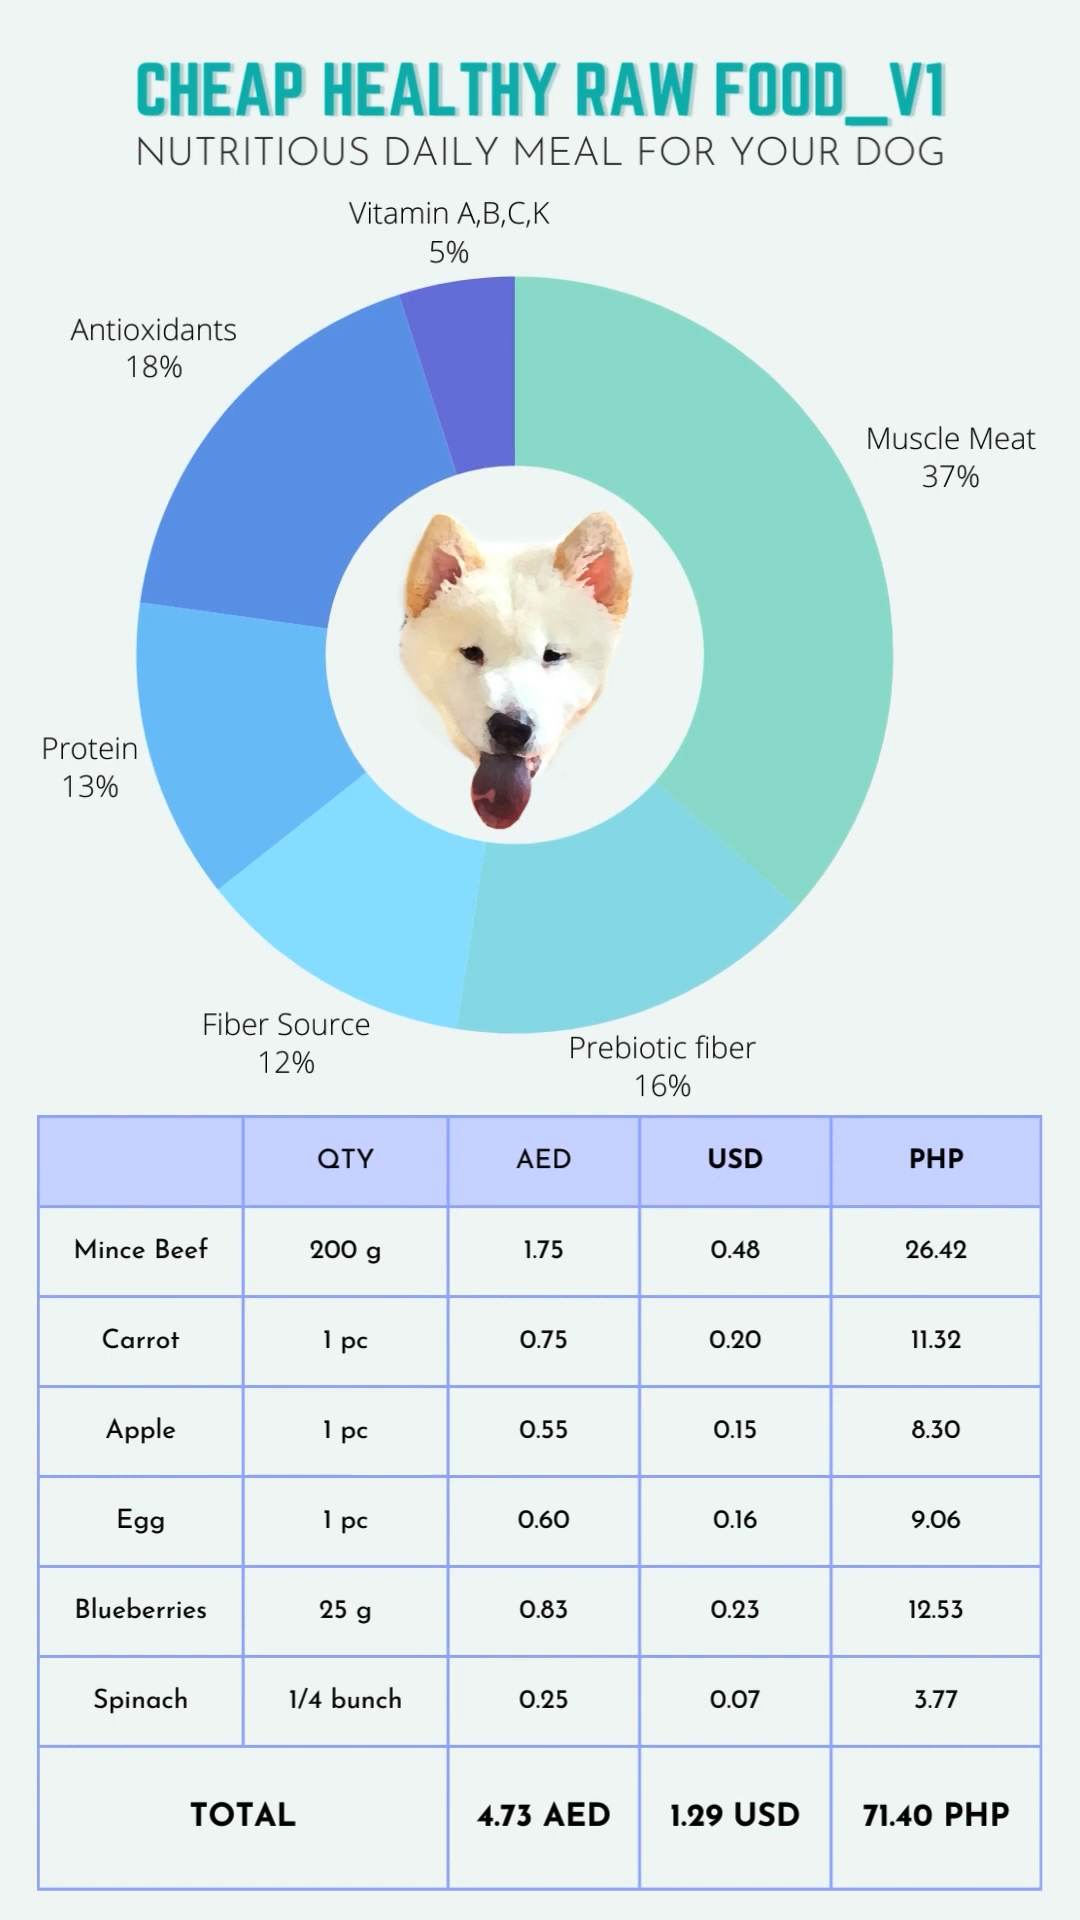 CHEAP HEALTHY RAW FOOD_V1
NUTRITIOUS DAILY MEAL FOR YOUR DOG
Vitamin A,B,C,K
5%
Antioxidants
18%
Muscle Meat
37%
Protein
13%
Fiber Source
12%
Prebiotic fiber
16%
QTY AED USD PHP
Mince Beef 200 g 1.75 0.48 26.42
Carrot 1 pc 0.75 0.20 11.32
Apple 1 pc 0.55 0.15 8.30
Egg 1 pc 0.60 0.16 9.06
Blueberries 25 g 0.83 0.23 12.53
Spinach 1/4 bunch 0.25 0.07 3.77
TOTAL 4.73 AED 1.29 USD 71.40 PHP